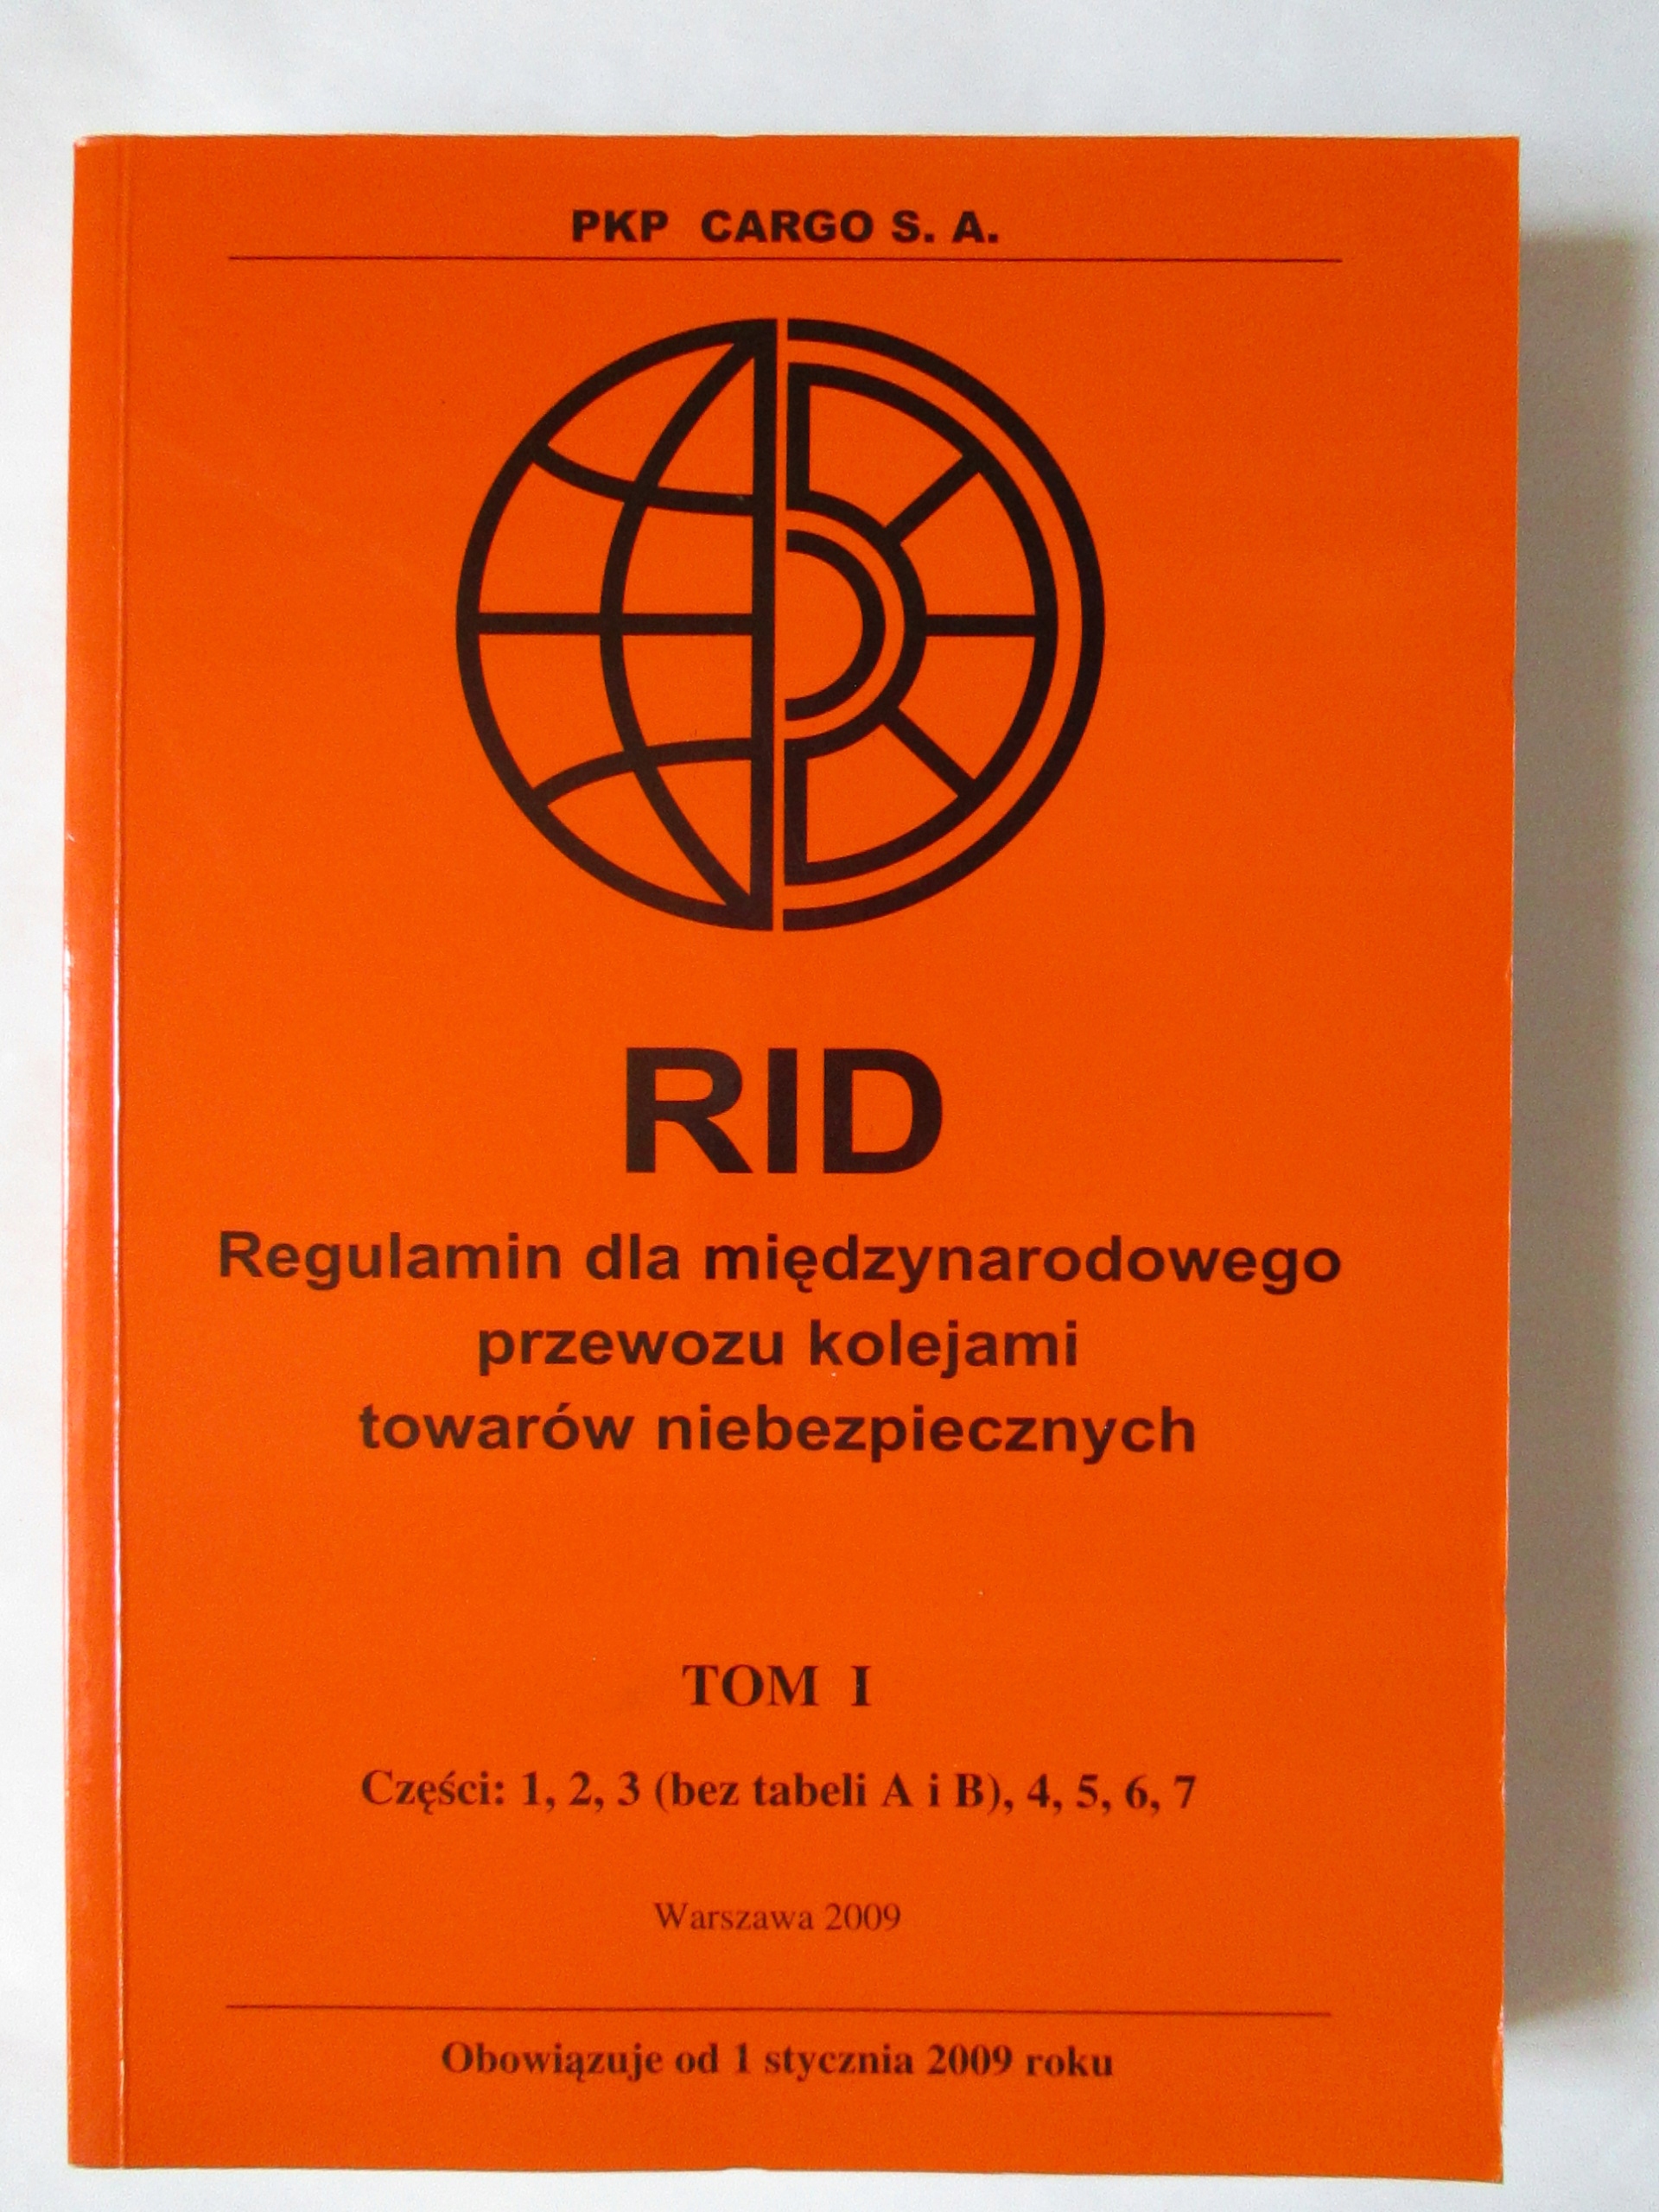 PKP CARGO S. A.
RID
Regulamin dla międzynarodowego
przewozu kolejami
towarów niebezpiecznych
TOM I
Części: 1, 2, 3 (bez tabeli A i B), 4, 5, 6, 7
Warszawa 2009
Obowiązuje od 1 stycznia 2009 roku